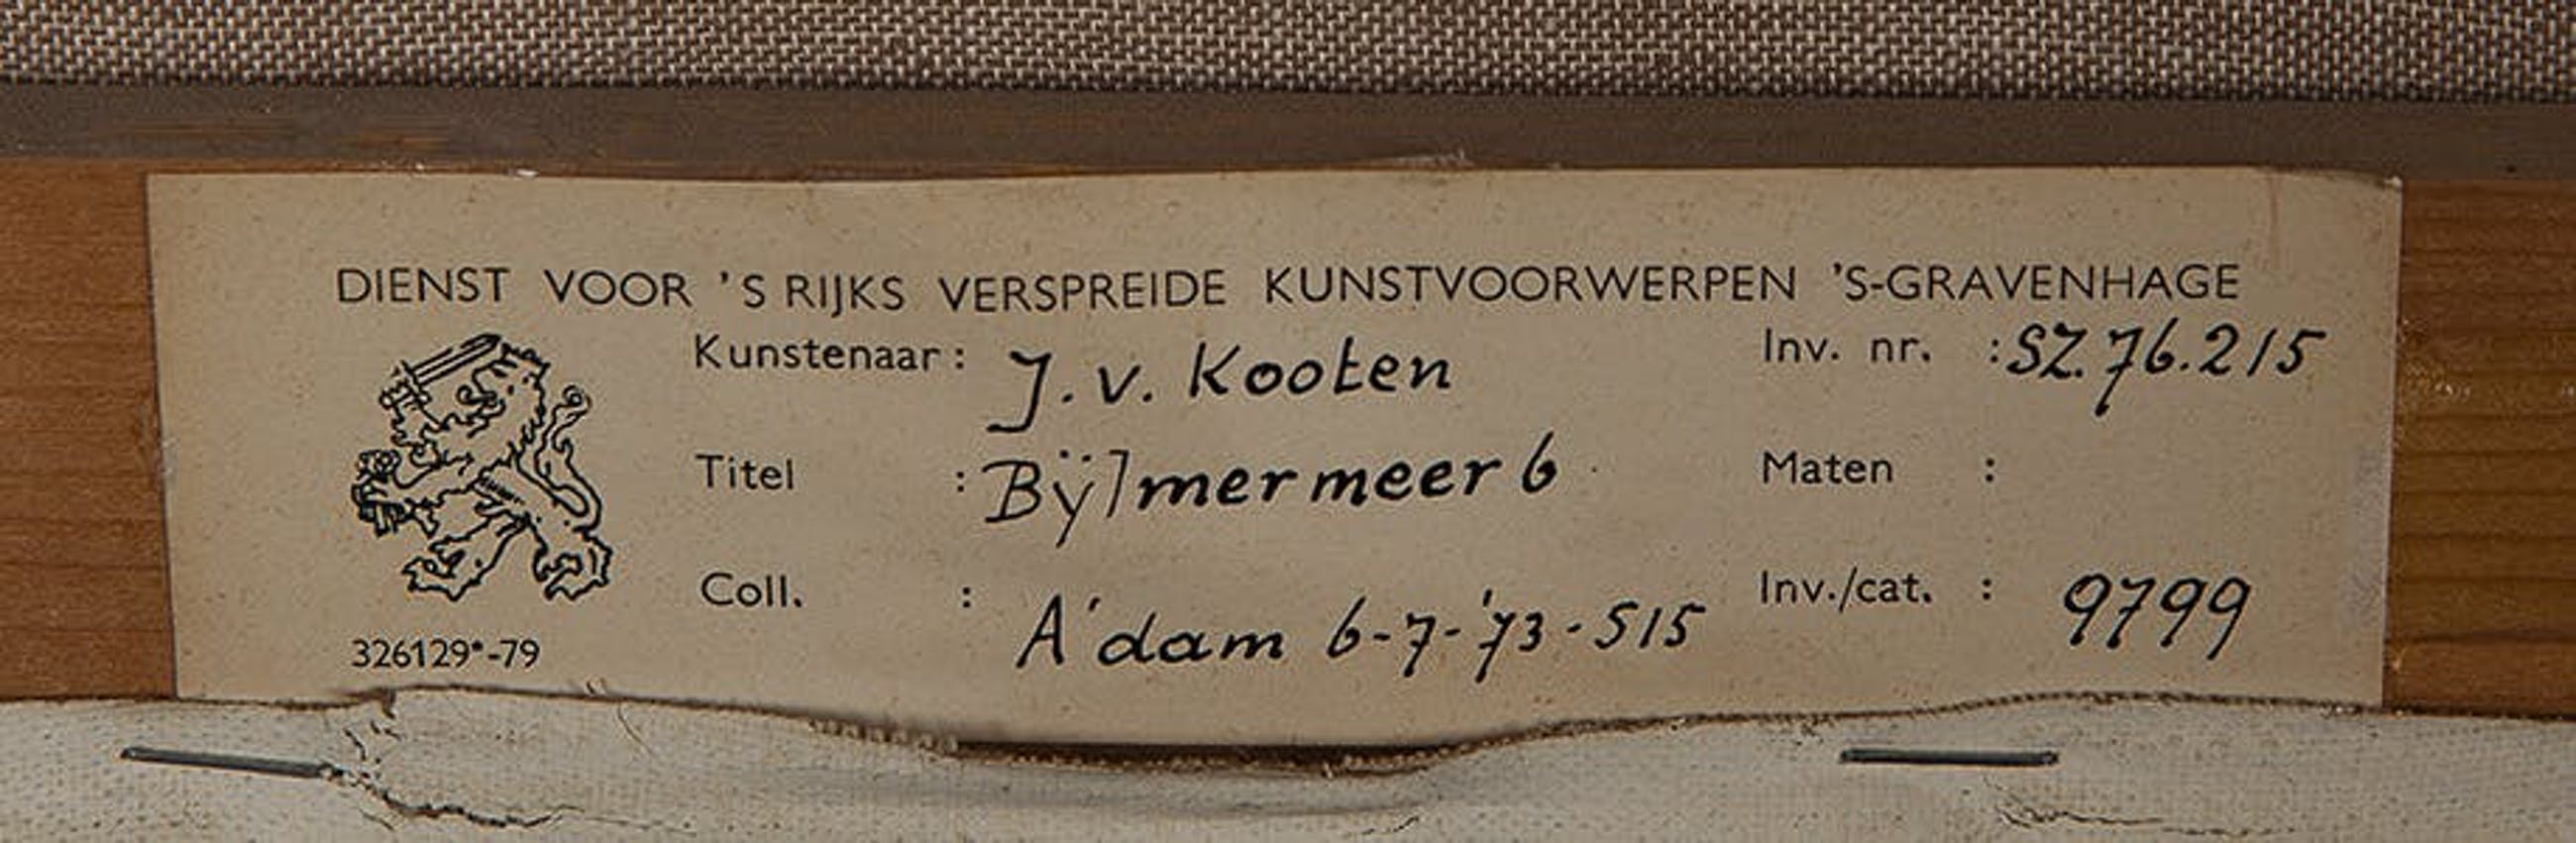 DIENST VOOR 'S RIJKS VERSPREIDE KUNSTVOORWERPEN 'S-GRAVENHAGE
Kunstenaar: J. v. Kooten Inv. nr. : SZ. 76.215
Titel : Bÿlmermeer 6 Maten :
Coll. : A'dam 6-7-'73-515 Inv./cat. : 9799
326129*-79